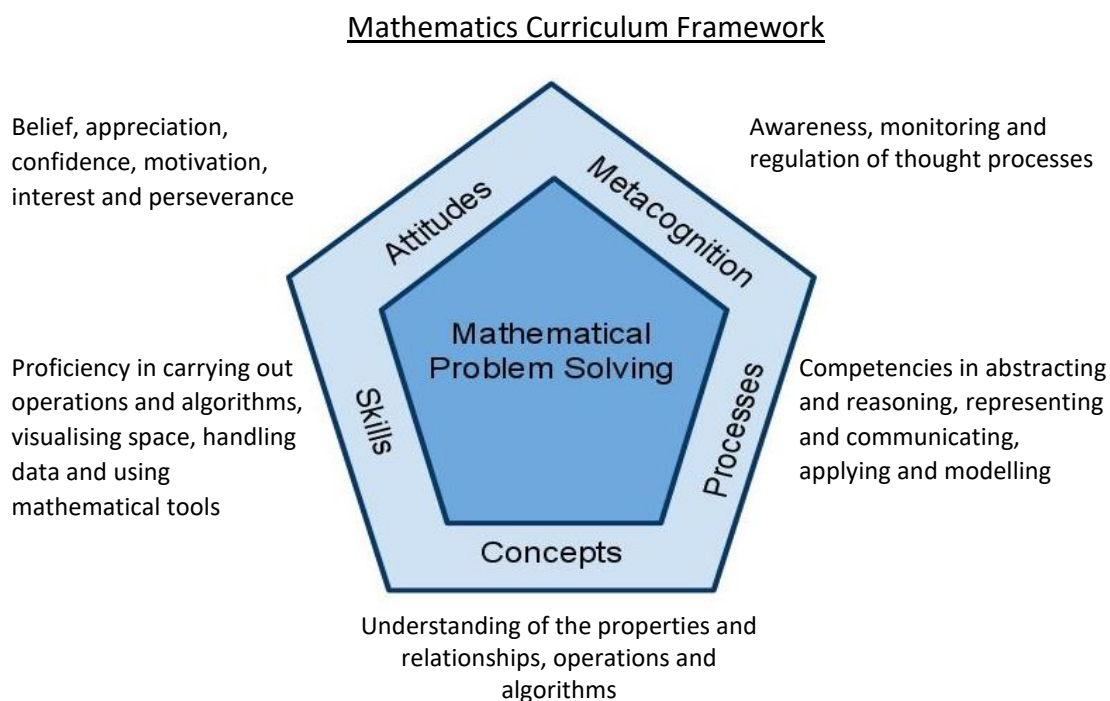 Mathematics Curriculum Framework
Belief, appreciation,
confidence, motivation,
interest and perseverance
Awareness, monitoring and
regulation of thought processes
Attitudes
Metacognition
Mathematical
Problem Solving
Proficiency in carrying out
operations and algorithms,
visualising space, handling
data and using
mathematical tools
Skills
Processes
Competencies in abstracting
and reasoning, representing
and communicating,
applying and modelling
Concepts
Understanding of the properties and
relationships, operations and
algorithms